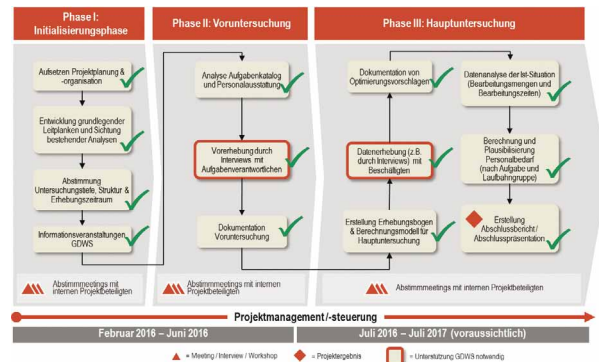 Phase I:
Initialisierungsphase
Aufsetzen Projektplanung &
-organisation
Entwicklung grundlegender
Leitplanken und Sichtung
bestehender Analysen
Abstimmung
Untersuchungstiefe, Struktur &
Erhebungszeitraum
Informationsveranstaltungen
GDWS
Abstimmmeetings mit
internen Projektbeteiligten
Phase II: Voruntersuchung
Analyse Aufgabenkatalog
und Personalausstattung
Vorerhebung durch
Interviews mit
Aufgabenverantwortlichen
Dokumentation
Voruntersuchung
Abstimmmeetings mit internen
Projektbeteiligten
Phase III: Hauptuntersuchung
Dokumentation von
Optimierungsvorschlägen
Datenerhebung (z.B.
durch Interviews) mit
Beschäftigten
Erstellung Erhebungsbogen
& Berechnungsmodell für
Hauptuntersuchung
Datenanalyse der Ist-Situation
(Bearbeitungsmengen und
Bearbeitungszeiten)
Berechnung und
Plausibilisierung
Personalbedarf
(nach Aufgabe und
Laufbahngruppe)
Erstellung
Abschlussbericht/
Abschlusspräsentation
Abstimmmeetings mit internen Projektbeteiligten
Projektmanagement/-steuerung
Februar 2016 – Juni 2016
Juli 2016 - Juli 2017 (voraussichtlich)
= Meeting / Interview / Workshop
= Projektergebnis
= Unterstützung GDWS notwendig